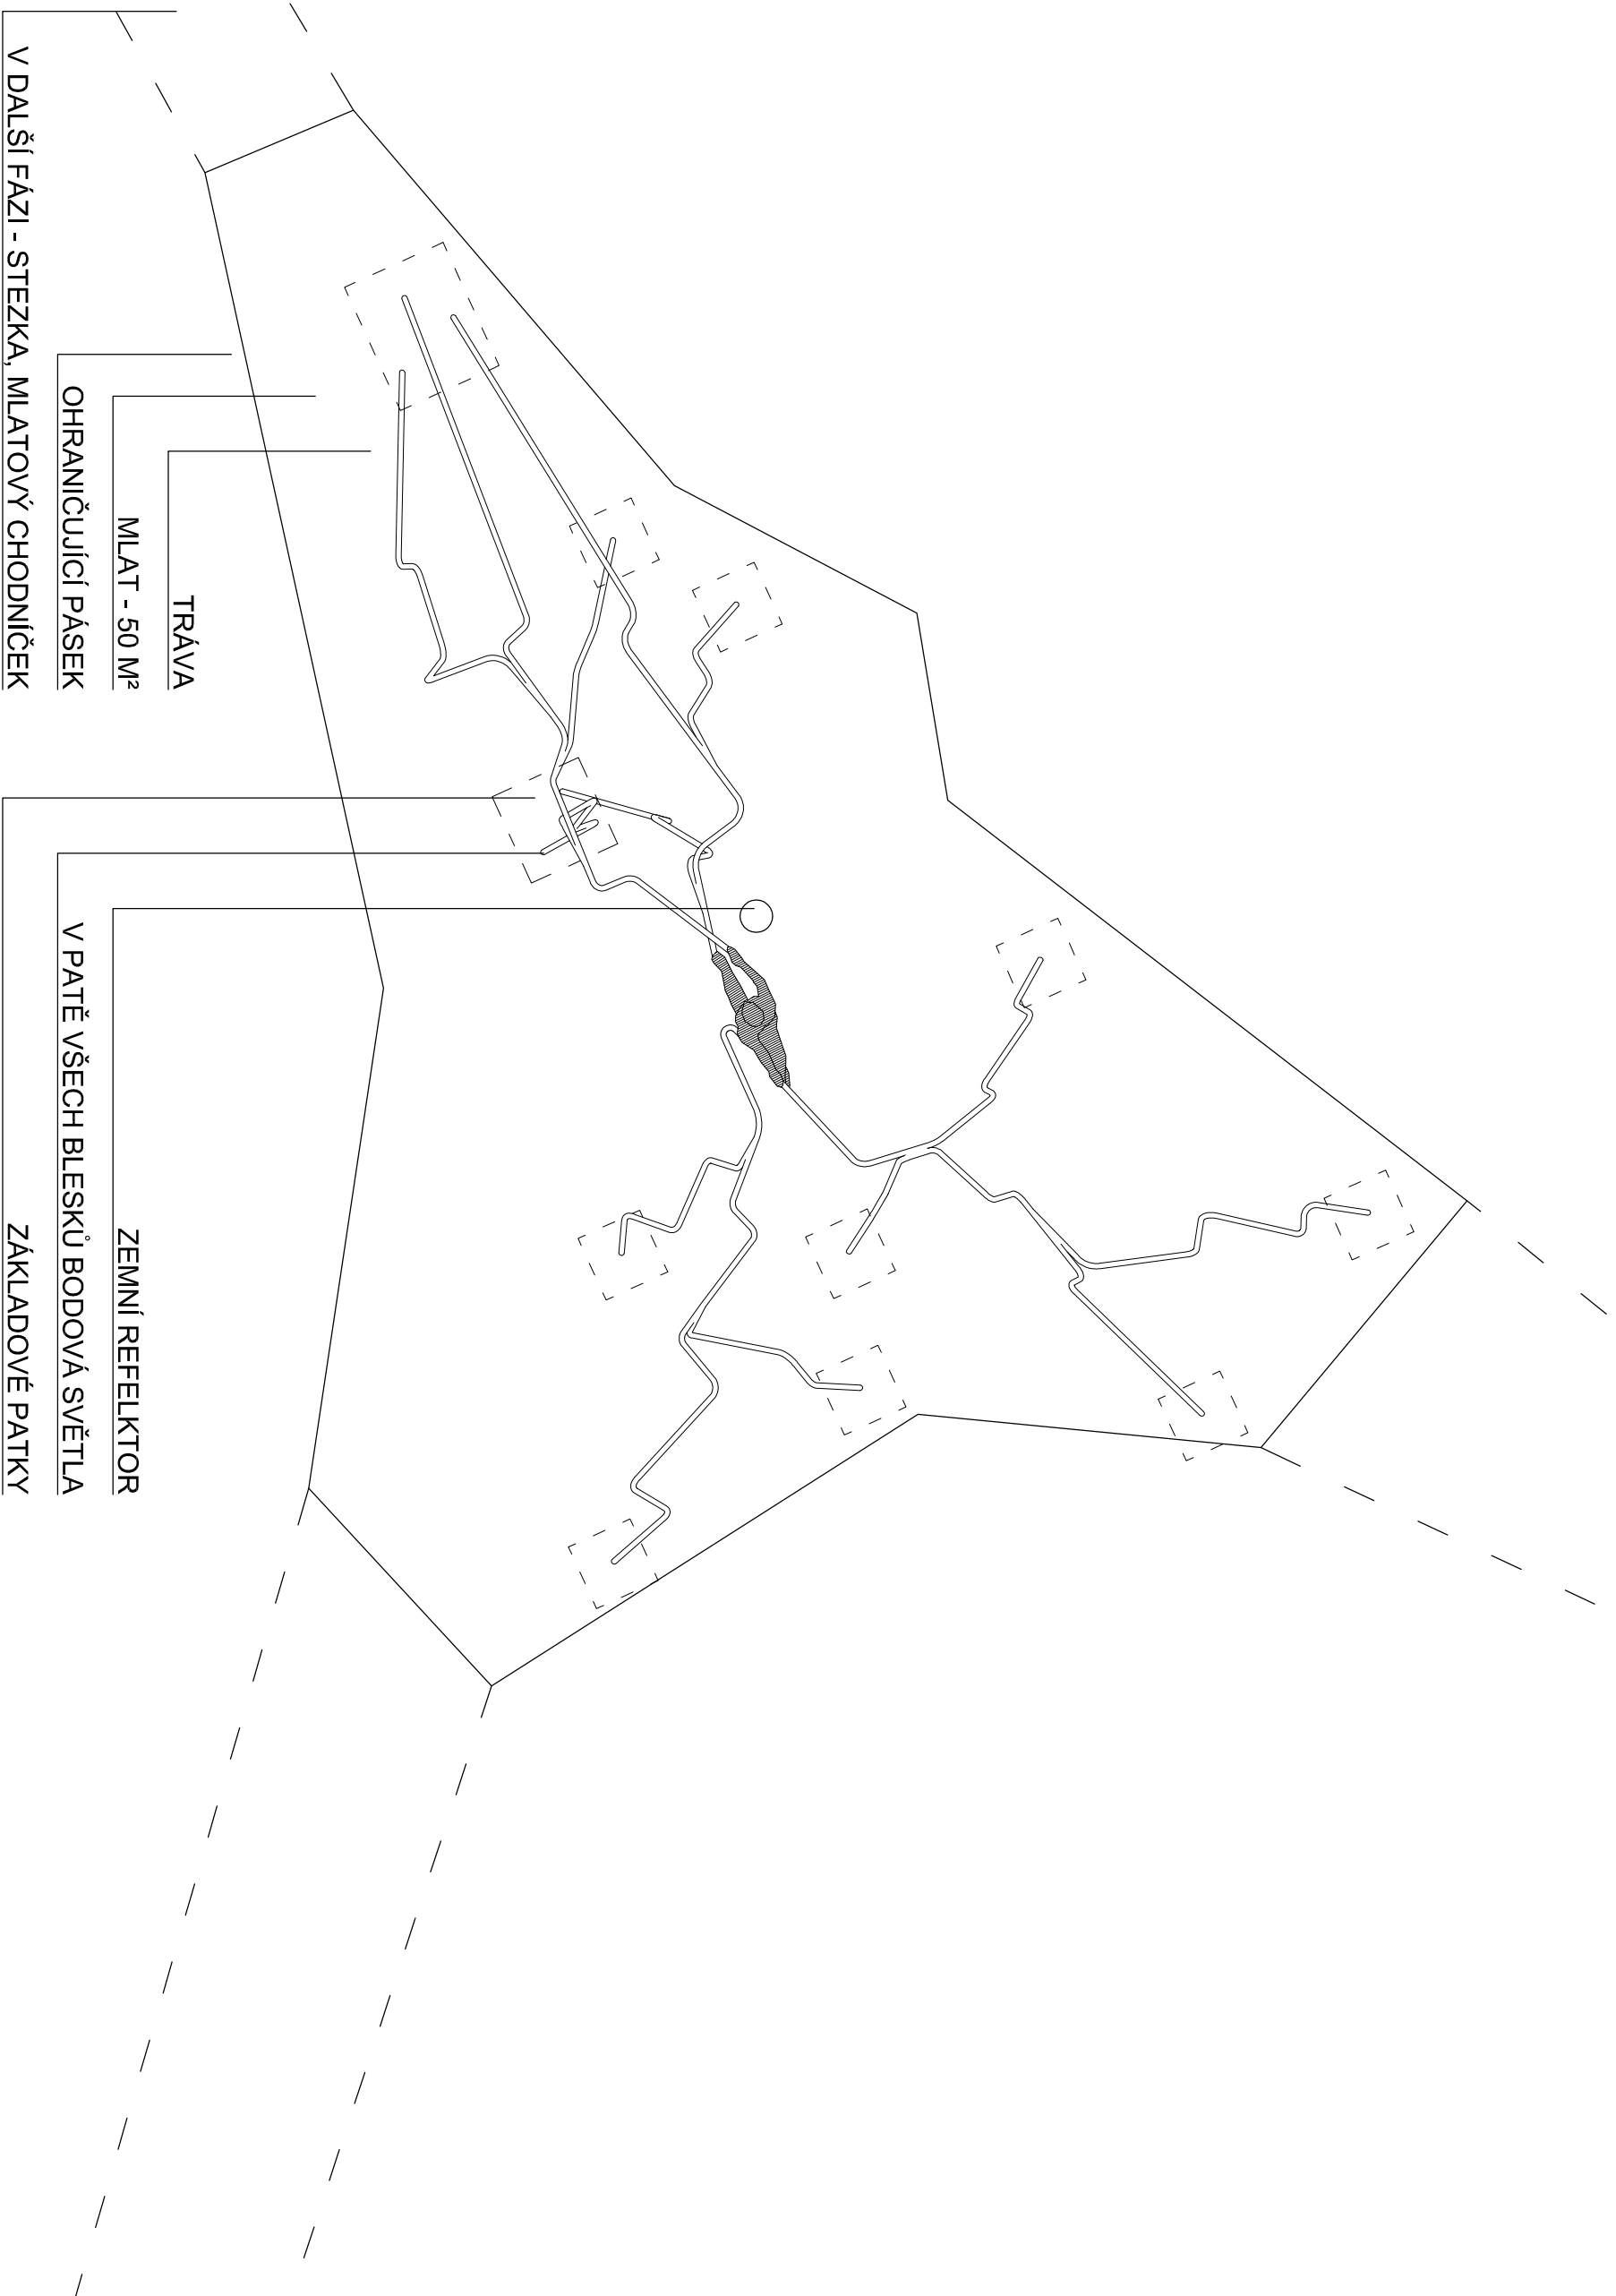 TRÁVA
MLAT - 50 M²
OHRANIČUJÍCÍ PÁSEK
V DALŠÍ FÁZI - STEZKA, MLATOVÝ CHODNÍČEK
ZEMNÍ REFELKTOR
V PATĚ VŠECH BLESKŮ BODOVÁ SVĚTLA
ZÁKLADOVÉ PATKY